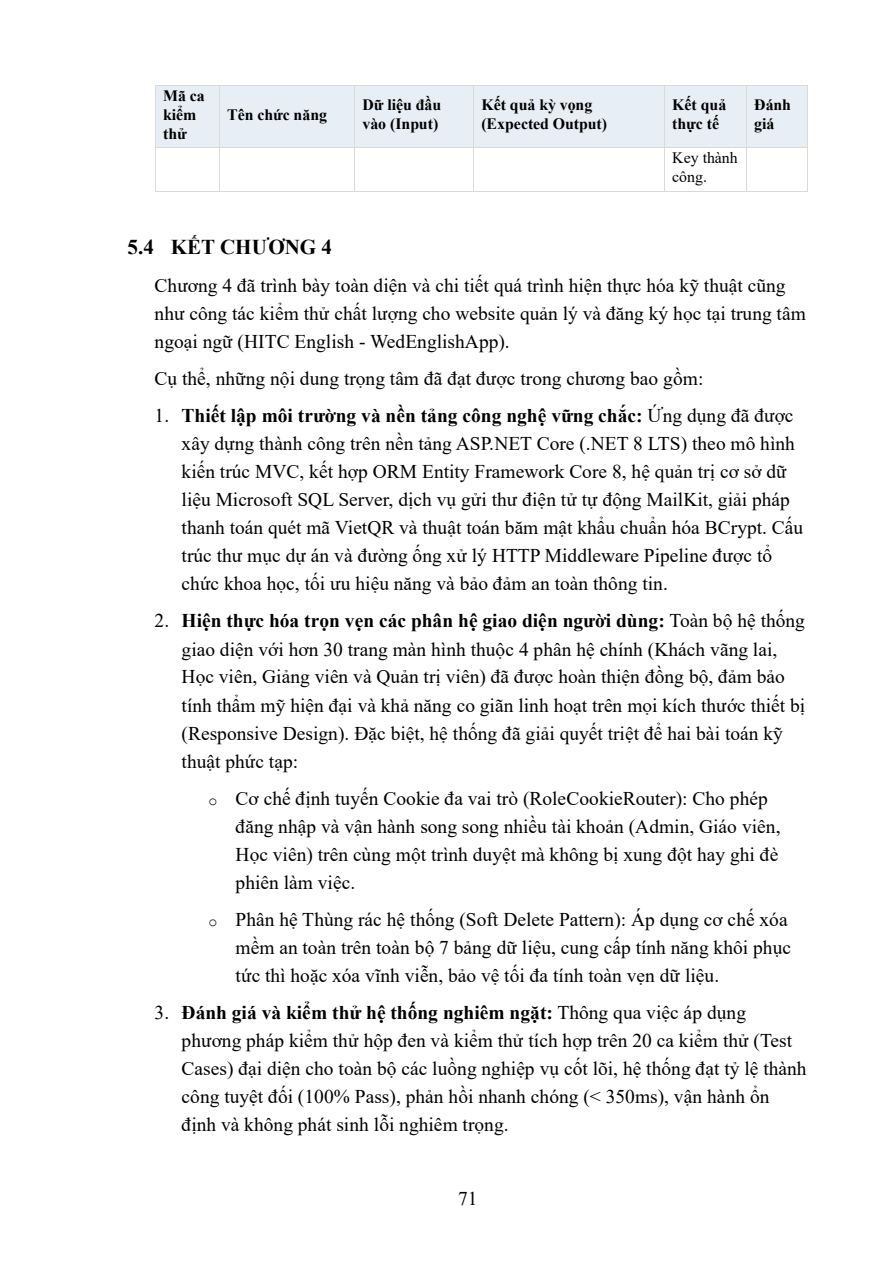 Mã ca
kiểm
thử
Tên chức năng
Dữ liệu đầu
vào (Input)
Kết quả kỳ vọng
(Expected Output)
Kết quả
thực tế
Đánh
giá
Key thành
công.
5.4 KẾT CHƯƠNG 4
Chương 4 đã trình bày toàn diện và chi tiết quá trình hiện thực hóa kỹ thuật cũng
như công tác kiểm thử chất lượng cho website quản lý và đăng ký học tại trung tâm
ngoại ngữ (HITC English - WedEnglishApp).
Cụ thể, những nội dung trọng tâm đã đạt được trong chương bao gồm:
1. Thiết lập môi trường và nền tảng công nghệ vững chắc: Ứng dụng đã được
xây dựng thành công trên nền tảng ASP.NET Core (.NET 8 LTS) theo mô hình
kiến trúc MVC, kết hợp ORM Entity Framework Core 8, hệ quản trị cơ sở dữ
liệu Microsoft SQL Server, dịch vụ gửi thư điện tử tự động MailKit, giải pháp
thanh toán quét mã VietQR và thuật toán băm mật khẩu chuẩn hóa BCrypt. Cấu
trúc thư mục dự án và đường ống xử lý HTTP Middleware Pipeline được tổ
chức khoa học, tối ưu hiệu năng và bảo đảm an toàn thông tin.
2. Hiện thực hóa trọn vẹn các phân hệ giao diện người dùng: Toàn bộ hệ thống
giao diện với hơn 30 trang màn hình thuộc 4 phân hệ chính (Khách vãng lai,
Học viên, Giảng viên và Quản trị viên) đã được hoàn thiện đồng bộ, đảm bảo
tính thẩm mỹ hiện đại và khả năng co giãn linh hoạt trên mọi kích thước thiết bị
(Responsive Design). Đặc biệt, hệ thống đã giải quyết triệt để hai bài toán kỹ
thuật phức tạp:
o Cơ chế định tuyến Cookie đa vai trò (RoleCookieRouter): Cho phép
đăng nhập và vận hành song song nhiều tài khoản (Admin, Giáo viên,
Học viên) trên cùng một trình duyệt mà không bị xung đột hay ghi đè
phiên làm việc.
o Phân hệ Thùng rác hệ thống (Soft Delete Pattern): Áp dụng cơ chế xóa
mềm an toàn trên toàn bộ 7 bảng dữ liệu, cung cấp tính năng khôi phục
tức thì hoặc xóa vĩnh viễn, bảo vệ tối đa tính toàn vẹn dữ liệu.
3. Đánh giá và kiểm thử hệ thống nghiêm ngặt: Thông qua việc áp dụng
phương pháp kiểm thử hộp đen và kiểm thử tích hợp trên 20 ca kiểm thử (Test
Cases) đại diện cho toàn bộ các luồng nghiệp vụ cốt lõi, hệ thống đạt tỷ lệ thành
công tuyệt đối (100% Pass), phản hồi nhanh chóng (< 350ms), vận hành ổn
định và không phát sinh lỗi nghiêm trọng.
71